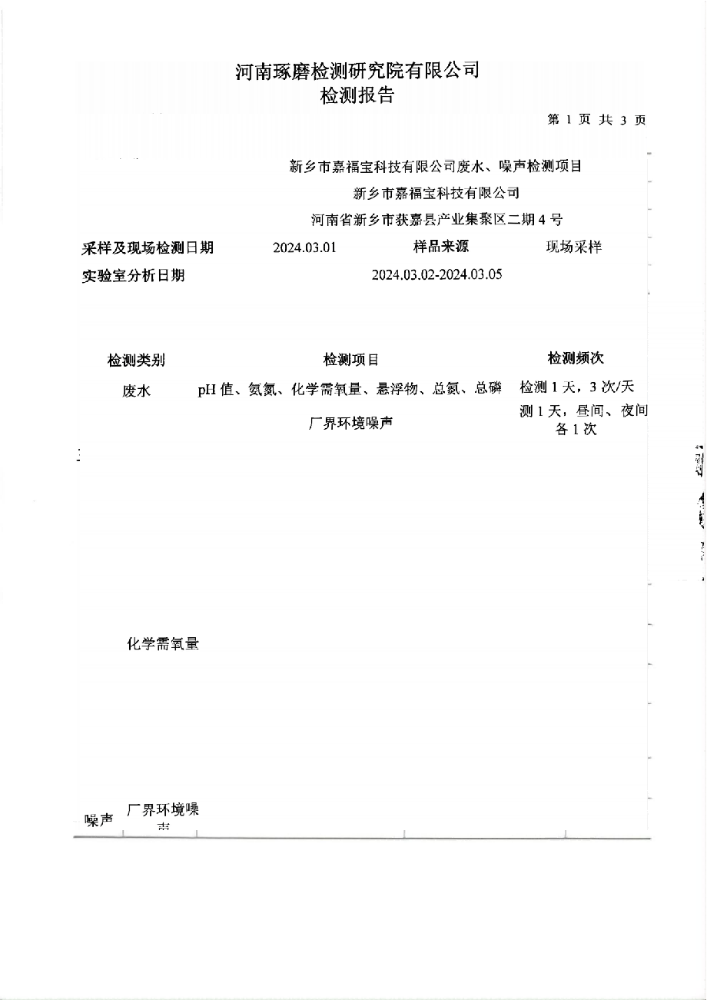 河南琢磨检测研究院有限公司
检测报告
第 1 页 共 3 页
新乡市嘉福宝科技有限公司废水、噪声检测项目
新乡市嘉福宝科技有限公司
河南省新乡市获嘉县产业集聚区二期 4 号
采样及现场检测日期 2024.03.01 样品来源 现场采样
实验室分析日期 2024.03.02-2024.03.05
检测类别 检测项目 检测频次
废水 pH 值、氨氮、化学需氧量、悬浮物、总氮、总磷 检测 1 天，3 次/天
厂界环境噪声 测 1 天，昼间、夜间
各 1 次
化学需氧量
噪声 厂界环境噪
声